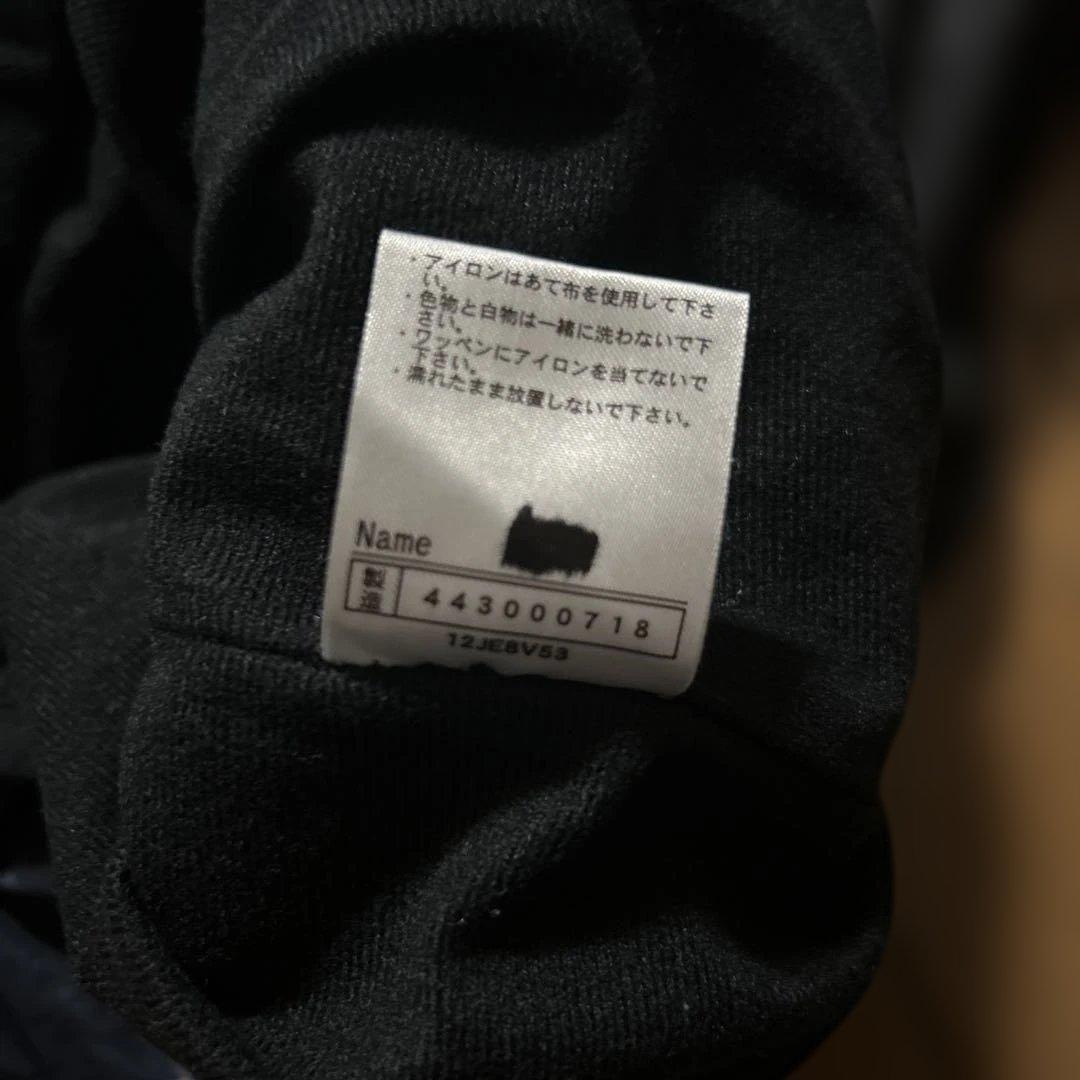 ・アイロンはあて布を使用して下さ
い。
・色物と白物は一緒に洗わないで下
さい。
・ワッペンにアイロンを当てないで
下さい。
・濡れたまま放置しないで下さい。
Name
製造 443000718
12JE8V53